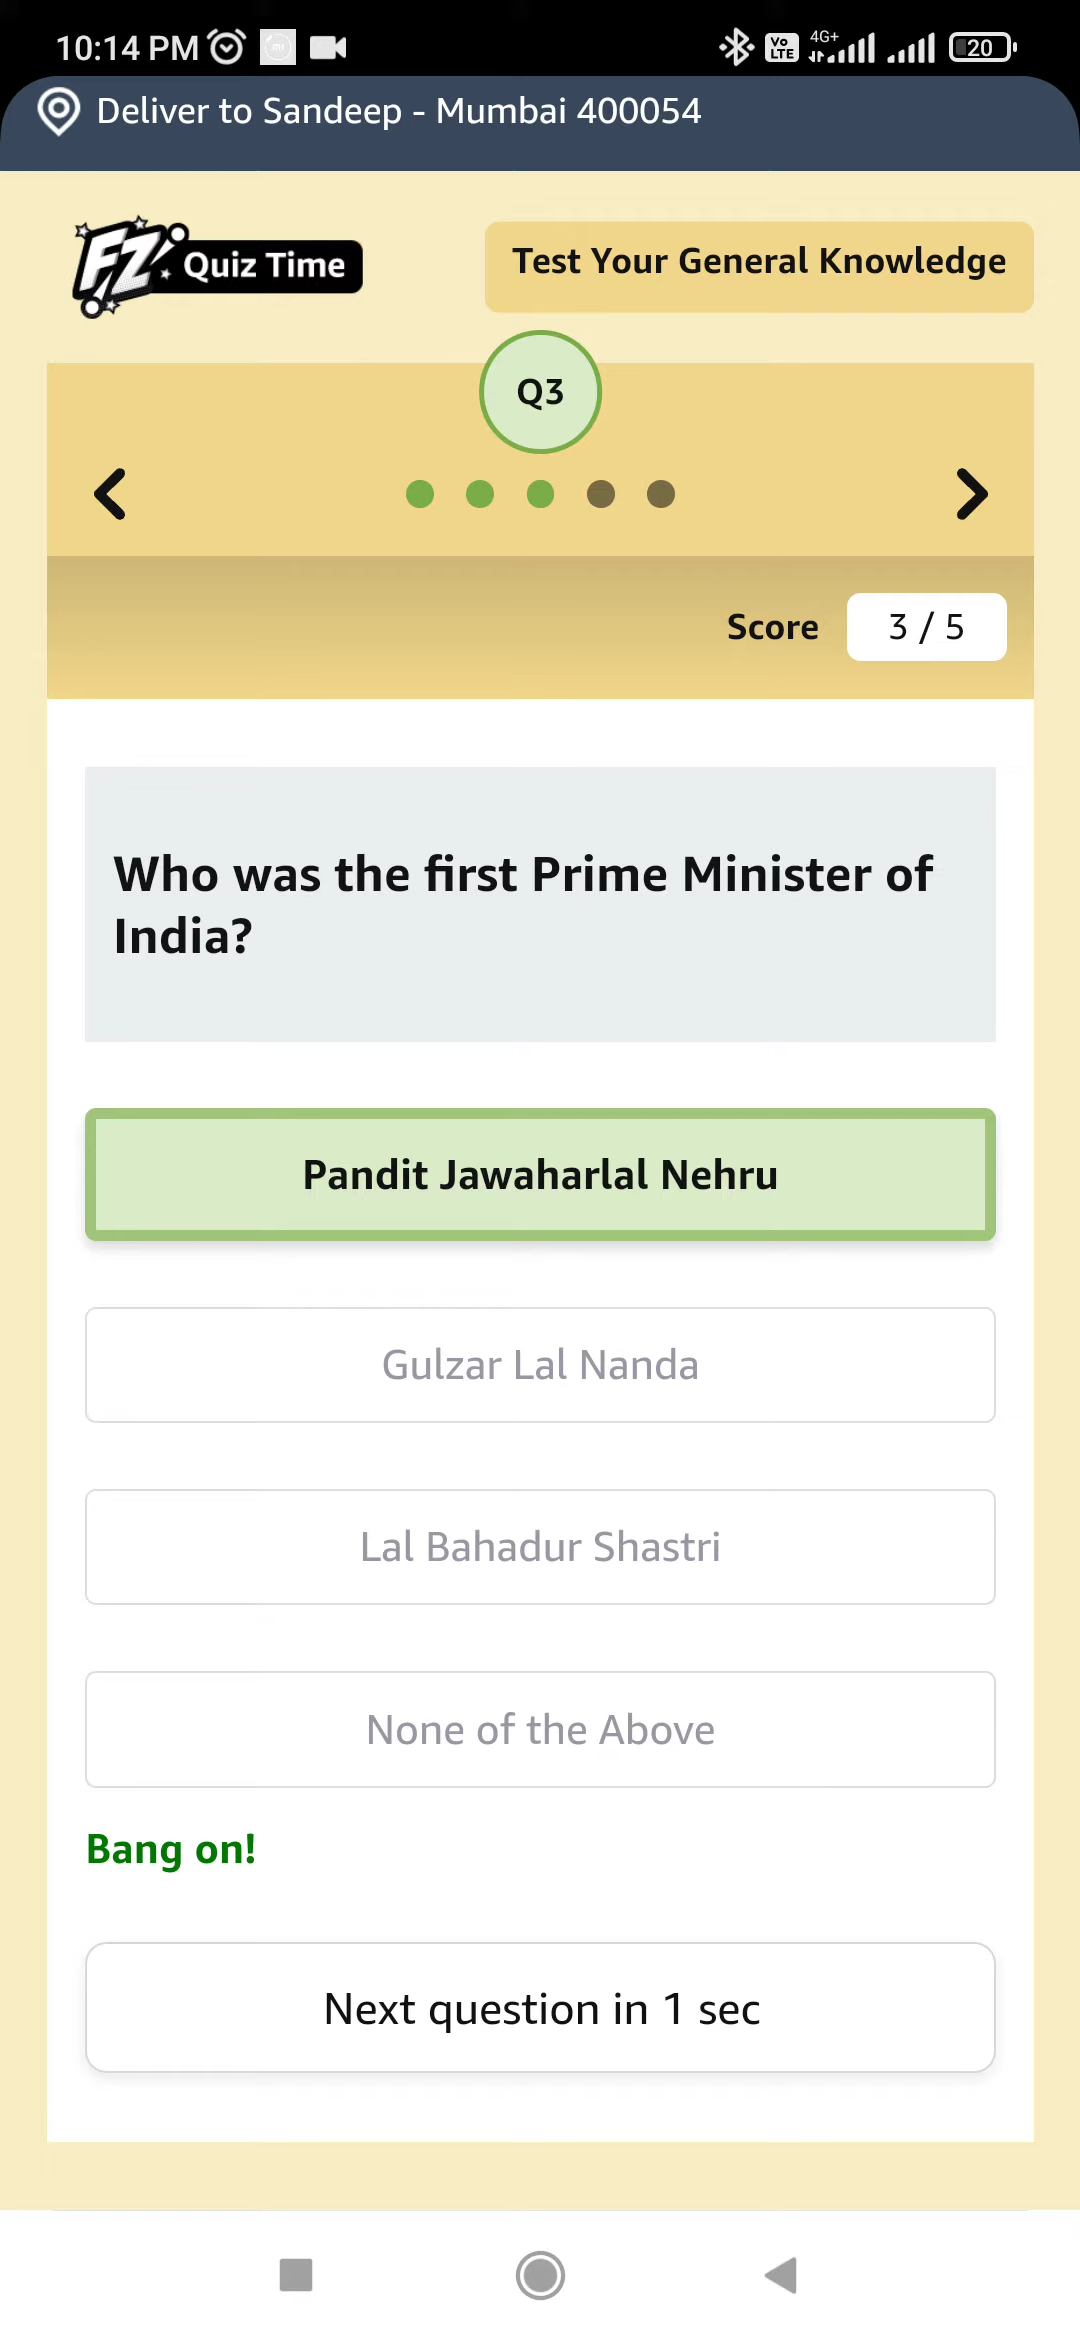 10:14 PM
Vo LTE 4G+ 20
Deliver to Sandeep - Mumbai 400054
FZ Quiz Time
Test Your General Knowledge
Q3
Score 3 / 5
Who was the first Prime Minister of
India?
Pandit Jawaharlal Nehru
Gulzar Lal Nanda
Lal Bahadur Shastri
None of the Above
Bang on!
Next question in 1 sec